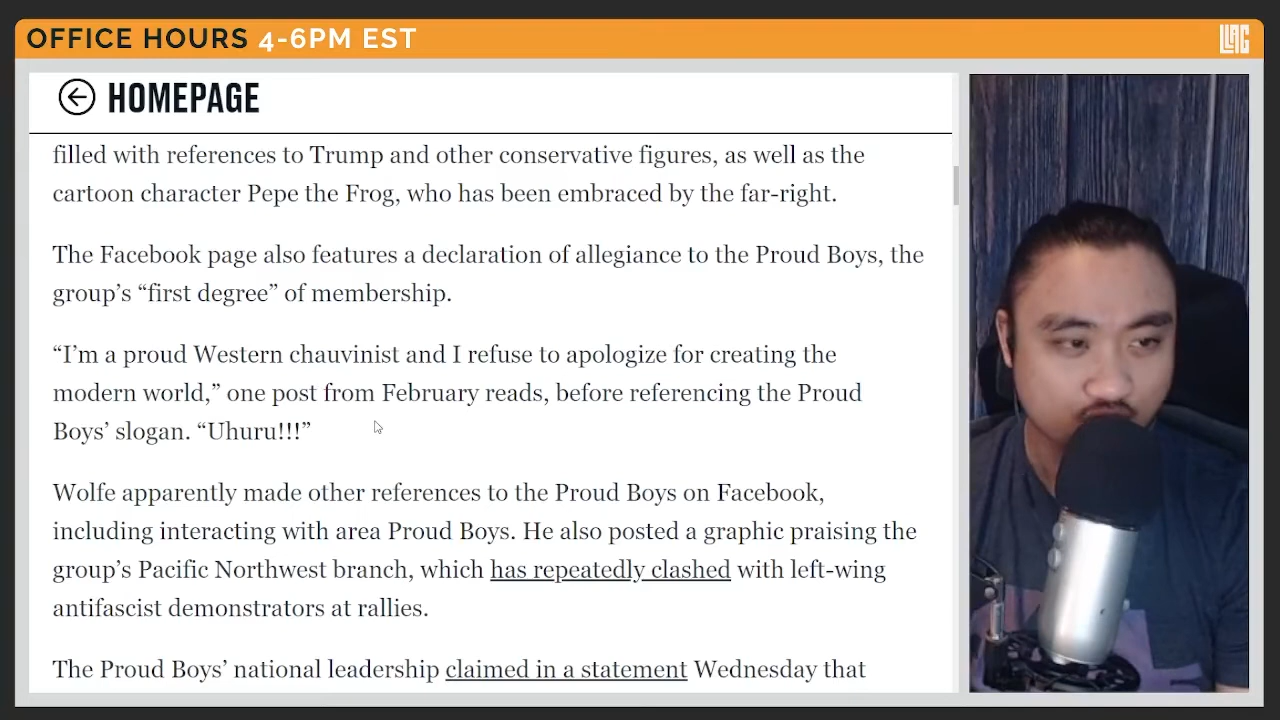 OFFICE HOURS 4-6PM EST
LLAC
HOMEPAGE
filled with references to Trump and other conservative figures, as well as the
cartoon character Pepe the Frog, who has been embraced by the far-right.
The Facebook page also features a declaration of allegiance to the Proud Boys, the
group’s “first degree” of membership.
“I’m a proud Western chauvinist and I refuse to apologize for creating the
modern world,” one post from February reads, before referencing the Proud
Boys’ slogan. “Uhuru!!!”
Wolfe apparently made other references to the Proud Boys on Facebook,
including interacting with area Proud Boys. He also posted a graphic praising the
group’s Pacific Northwest branch, which has repeatedly clashed with left-wing
antifascist demonstrators at rallies.
The Proud Boys’ national leadership claimed in a statement Wednesday that